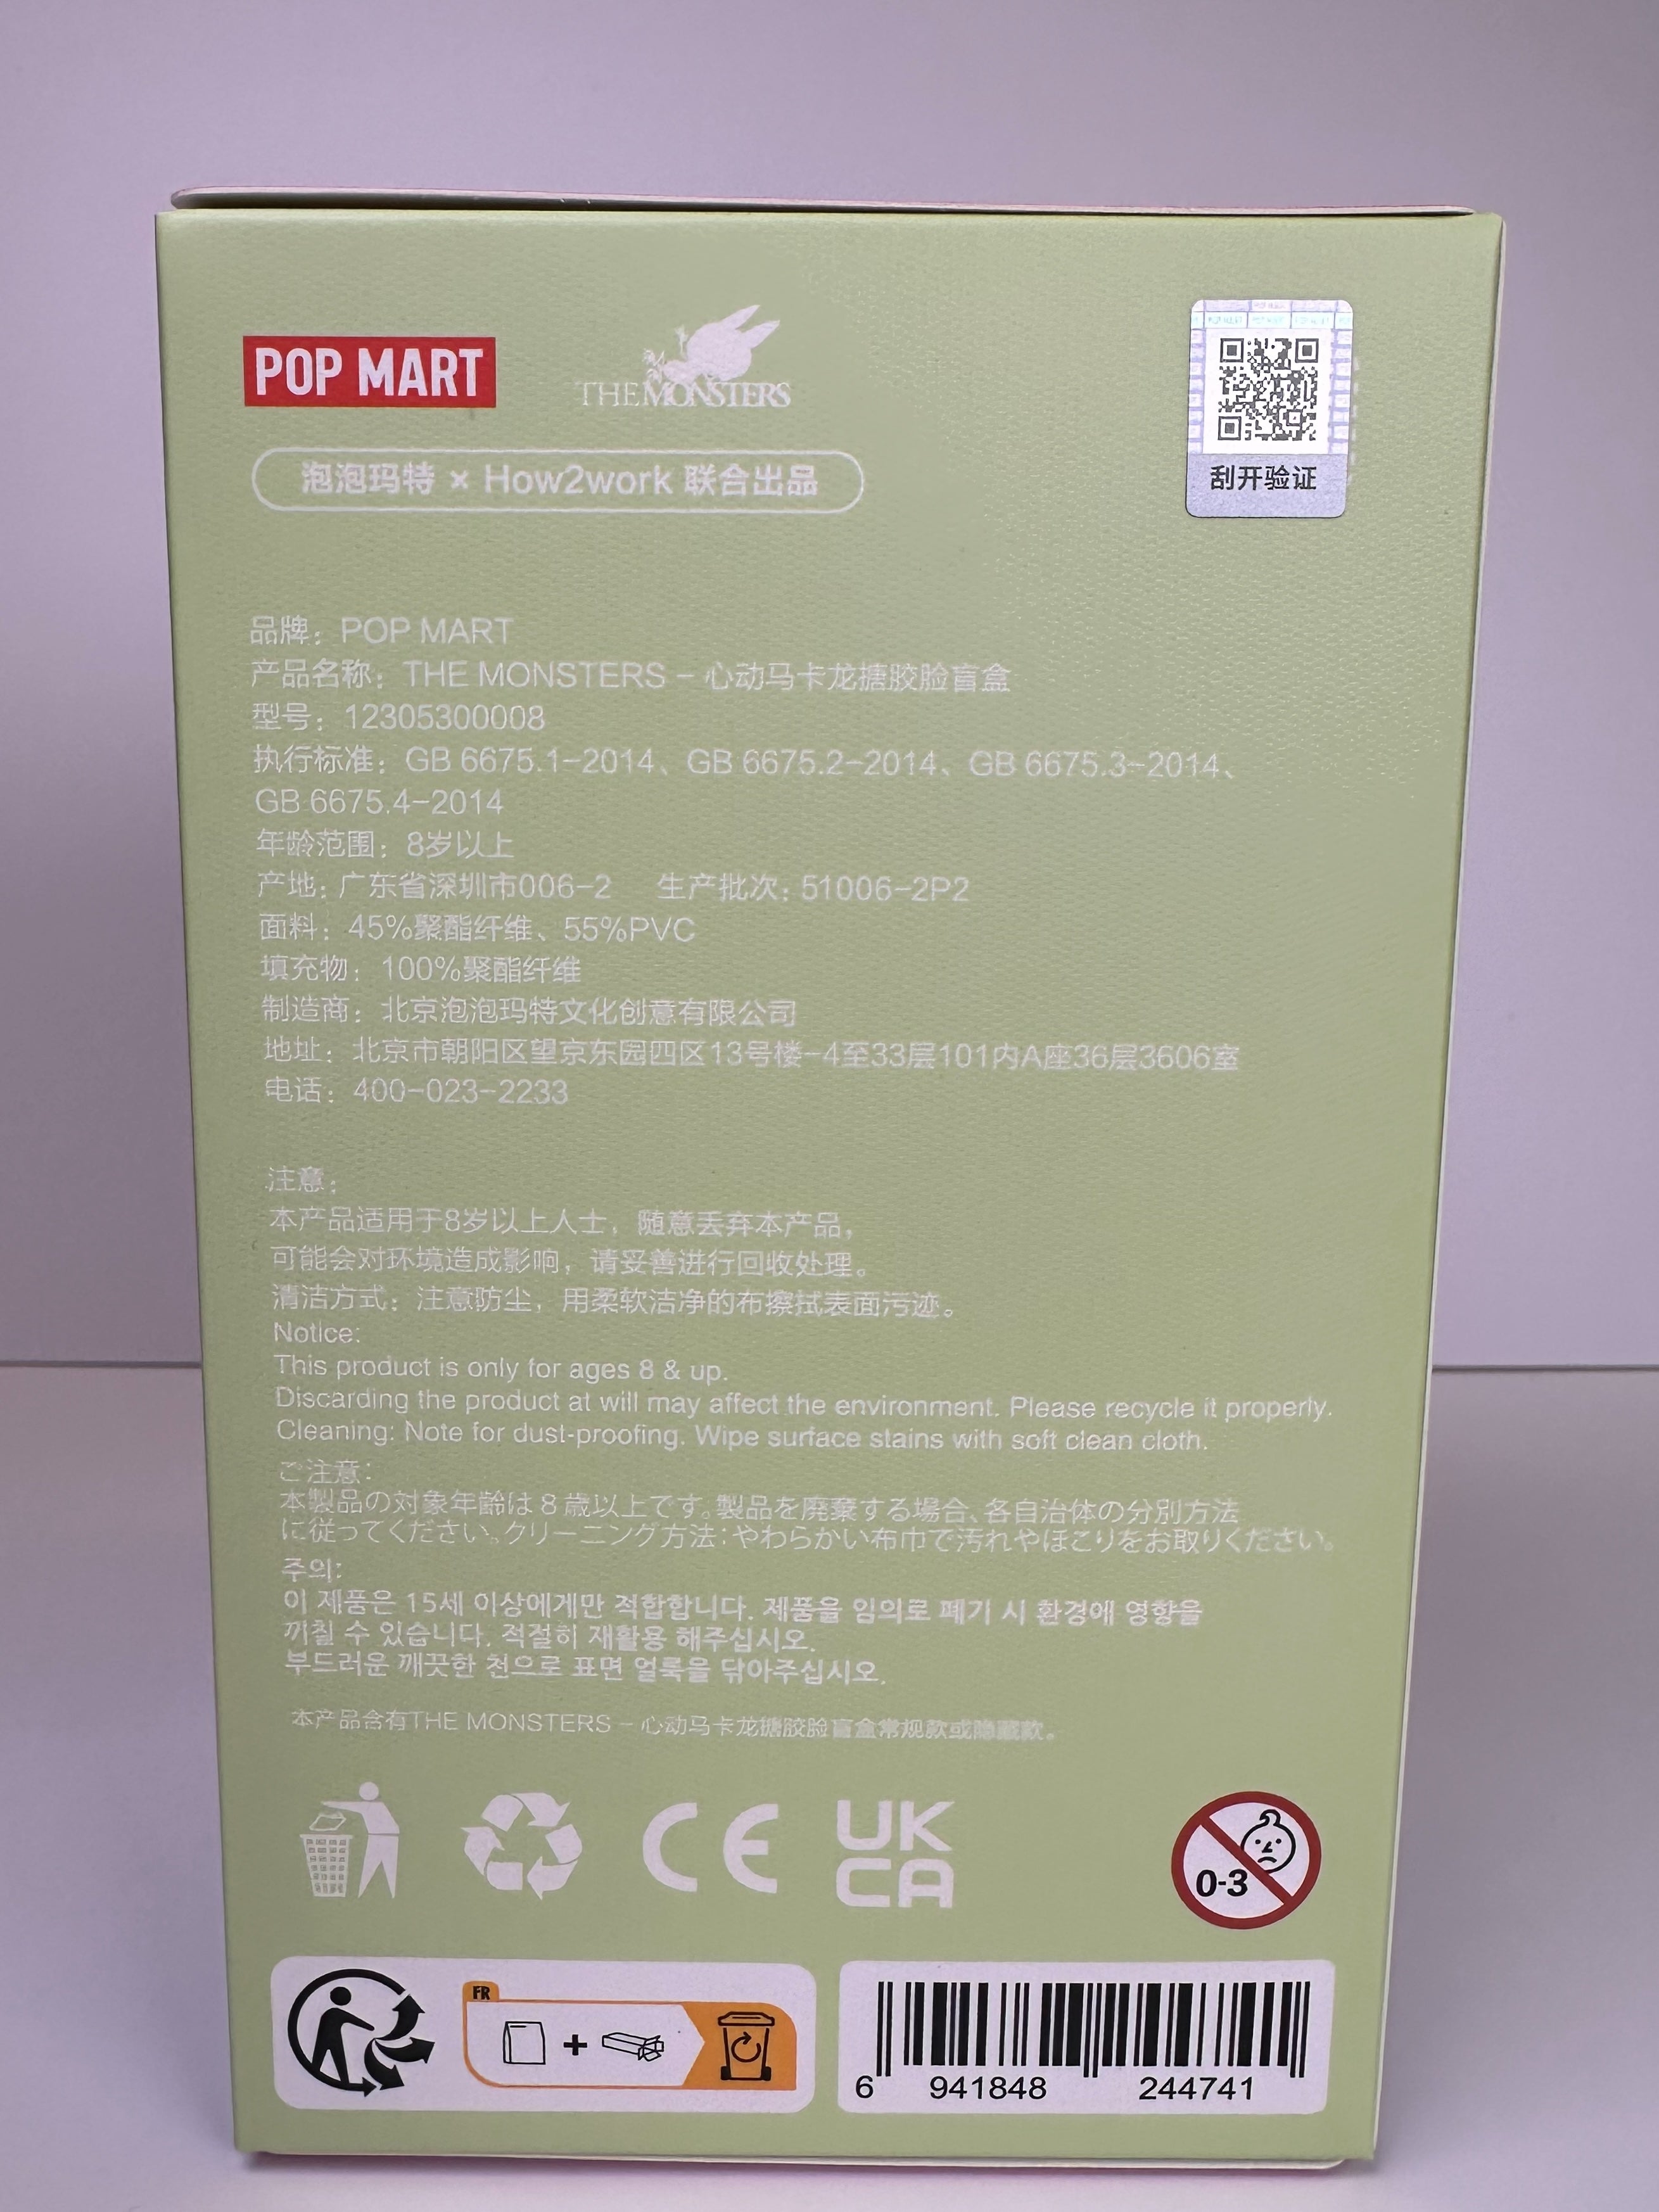 POP MART
THE MONSTERS
刮开验证
泡泡玛特 × How2work 联合出品
品牌：POP MART
产品名称：THE MONSTERS－心动马卡龙搪胶脸盲盒
型号：12305300008
执行标准：GB 6675.1-2014、GB 6675.2-2014、GB 6675.3-2014、
GB 6675.4-2014
年龄范围：8岁以上
产地：广东省深圳市006-2 生产批次：51006-2P2
面料：45%聚酯纤维、55%PVC
填充物：100%聚酯纤维
制造商：北京泡泡玛特文化创意有限公司
地址：北京市朝阳区望京东园四区13号楼-4至33层101内A座36层3606室
电话：400-023-2233
注意：
本产品适用于8岁以上人士，随意丢弃本产品，
可能会对环境造成影响，请妥善进行回收处理。
清洁方式：注意防尘，用柔软洁净的布擦拭表面污迹。
Notice:
This product is only for ages 8 & up.
Discarding the product at will may affect the environment. Please recycle it properly.
Cleaning: Note for dust-proofing. Wipe surface stains with soft clean cloth.
ご注意：
本製品の対象年齢は8歳以上です。製品を廃棄する場合、各自治体の分別方法
に従ってください。クリーニング方法：やわらかい布巾で汚れやほこりをお取りください。
주의:
이 제품은 15세 이상에게만 적합합니다. 제품을 임의로 폐기 시 환경에 영향을
끼칠 수 있습니다. 적절히 재활용 해주십시오.
부드러운 깨끗한 천으로 표면 얼룩을 닦아주십시오.
本产品含有THE MONSTERS－心动马卡龙搪胶脸盲盒常规款或隐藏款。
CE
UK
CA
0-3
FR
+
6 941848 244741